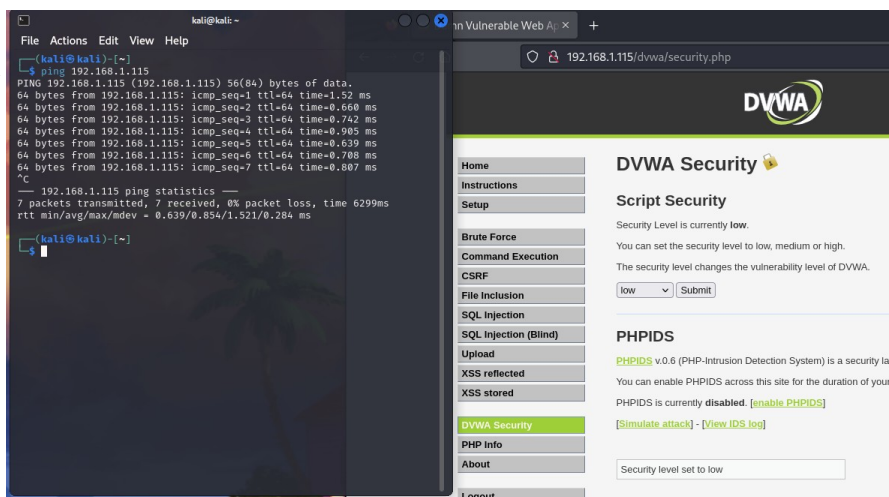 kali@kali: ~
File Actions Edit View Help
(kali㉿kali)-[~]
$ ping 192.168.1.115
PING 192.168.1.115 (192.168.1.115) 56(84) bytes of data.
64 bytes from 192.168.1.115: icmp_seq=1 ttl=64 time=1.52 ms
64 bytes from 192.168.1.115: icmp_seq=2 ttl=64 time=0.660 ms
64 bytes from 192.168.1.115: icmp_seq=3 ttl=64 time=0.742 ms
64 bytes from 192.168.1.115: icmp_seq=4 ttl=64 time=0.905 ms
64 bytes from 192.168.1.115: icmp_seq=5 ttl=64 time=0.639 ms
64 bytes from 192.168.1.115: icmp_seq=6 ttl=64 time=0.708 ms
64 bytes from 192.168.1.115: icmp_seq=7 ttl=64 time=0.807 ms
^C
— 192.168.1.115 ping statistics —
7 packets transmitted, 7 received, 0% packet loss, time 6299ms
rtt min/avg/max/mdev = 0.639/0.854/1.521/0.284 ms
(kali㉿kali)-[~]
$
Vulnerable Web Ap
192.168.1.115/dvwa/security.php
DVWA
Home
Instructions
Setup
Brute Force
Command Execution
CSRF
File Inclusion
SQL Injection
SQL Injection (Blind)
Upload
XSS reflected
XSS stored
DVWA Security
PHP Info
About
Logout
DVWA Security
Script Security
Security Level is currently low.
You can set the security level to low, medium or high.
The security level changes the vulnerability level of DVWA.
low Submit
PHPIDS
PHPIDS v.0.6 (PHP-Intrusion Detection System) is a security la
You can enable PHPIDS across this site for the duration of your
PHPIDS is currently disabled. [enable PHPIDS]
[Simulate attack] - [View IDS log]
Security level set to low